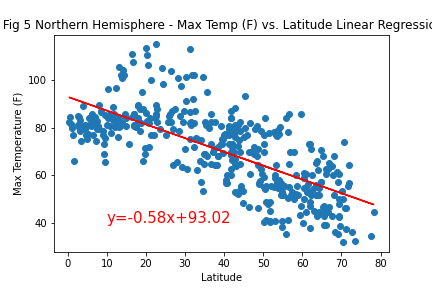 Fig 5 Northern Hemisphere - Max Temp (F) vs. Latitude Linear Regressio
100
80
60
40
Max Temperature (F)
y=-0.58x+93.02
0 10 20 30 40 50 60 70 80
Latitude